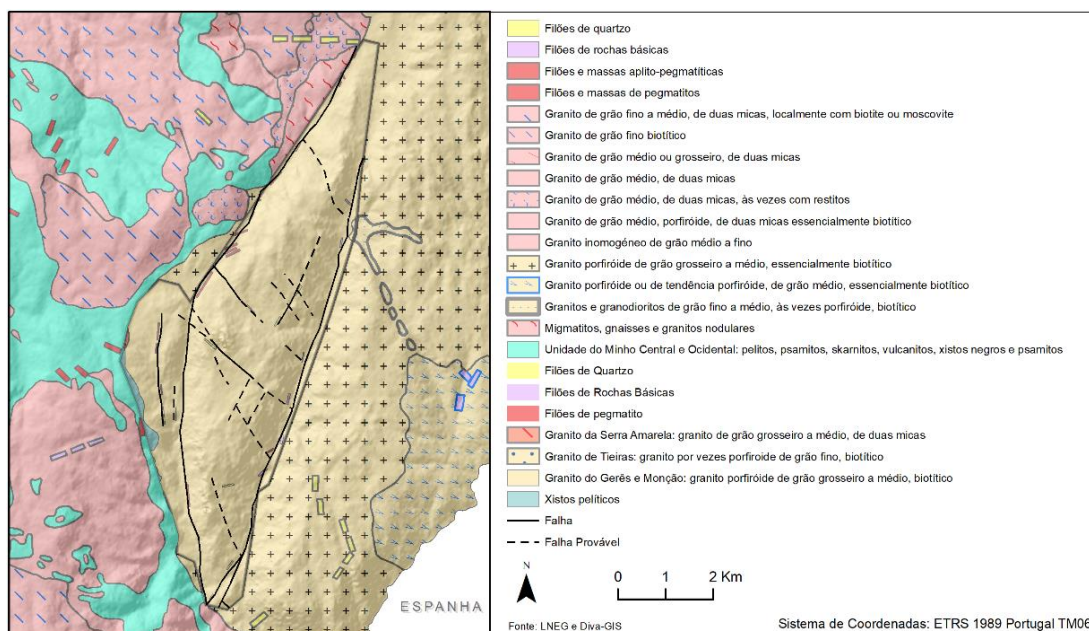 ESPANHA
Filões de quartzo
Filões de rochas básicas
Filões e massas aplito-pegmatíticas
Filões e massas de pegmatitos
Granito de grão fino a médio, de duas micas, localmente com biotite ou moscovite
Granito de grão fino biotítico
Granito de grão médio ou grosseiro, de duas micas
Granito de grão médio, de duas micas
Granito de grão médio, de duas micas, às vezes com restitos
Granito de grão médio, porfiróide, de duas micas essencialmente biotítico
Granito inomogéneo de grão médio a fino
Granito porfiróide de grão grosseiro a médio, essencialmente biotítico
Granito porfiróide ou de tendência porfiróide, de grão médio, essencialmente biotítico
Granitos e granodioritos de grão fino a médio, às vezes porfiróide, biotítico
Migmatitos, gnaisses e granitos nodulares
Unidade do Minho Central e Ocidental: pelitos, psamitos, skarnitos, vulcanitos, xistos negros e psamitos
Filões de Quartzo
Filões de Rochas Básicas
Filões de pegmatito
Granito da Serra Amarela: granito de grão grosseiro a médio, de duas micas
Granito de Tieiras: granito por vezes porfiroide de grão fino, biotítico
Granito do Gerês e Monção: granito porfiróide de grão grosseiro a médio, biotítico
Xistos pelíticos
Falha
Falha Provável
N
0 1 2 Km
Fonte: LNEG e Diva-GIS
Sistema de Coordenadas: ETRS 1989 Portugal TM06